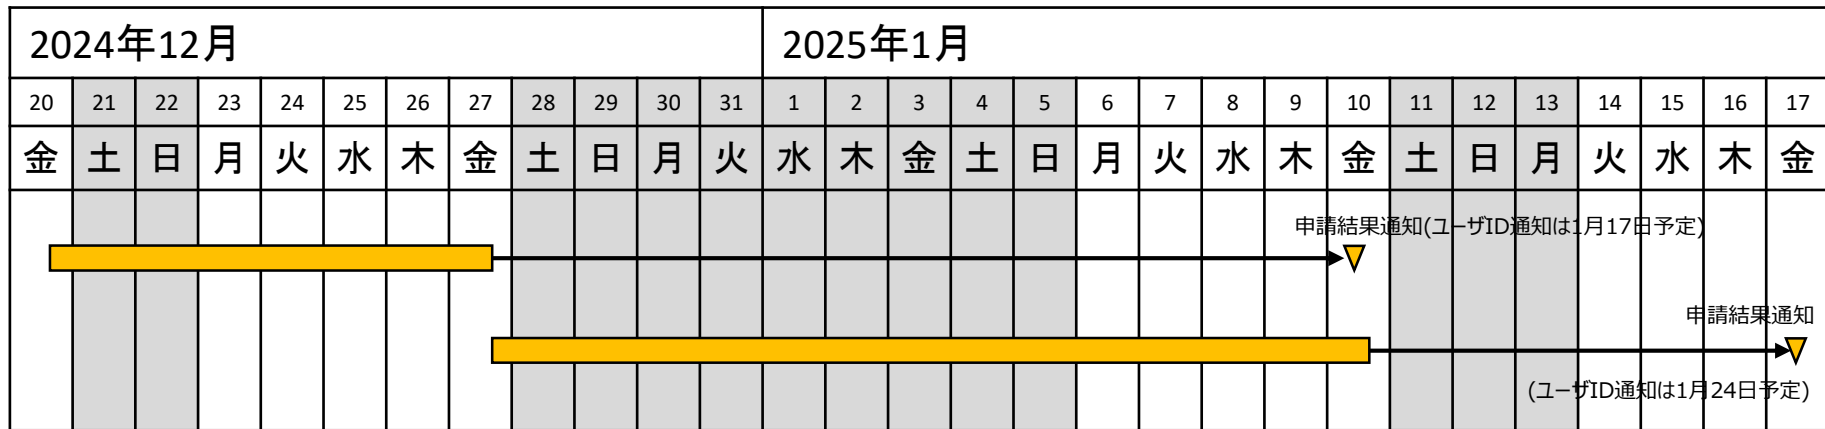 2024年12月 2025年1月
20 21 22 23 24 25 26 27 28 29 30 31 1 2 3 4 5 6 7 8 9 10 11 12 13 14 15 16 17
金 土 日 月 火 水 木 金 土 日 月 火 水 木 金 土 日 月 火 水 木 金 土 日 月 火 水 木 金
申請結果通知(ユーザID通知は1月17日予定)
申請結果通知
(ユーザID通知は1月24日予定)